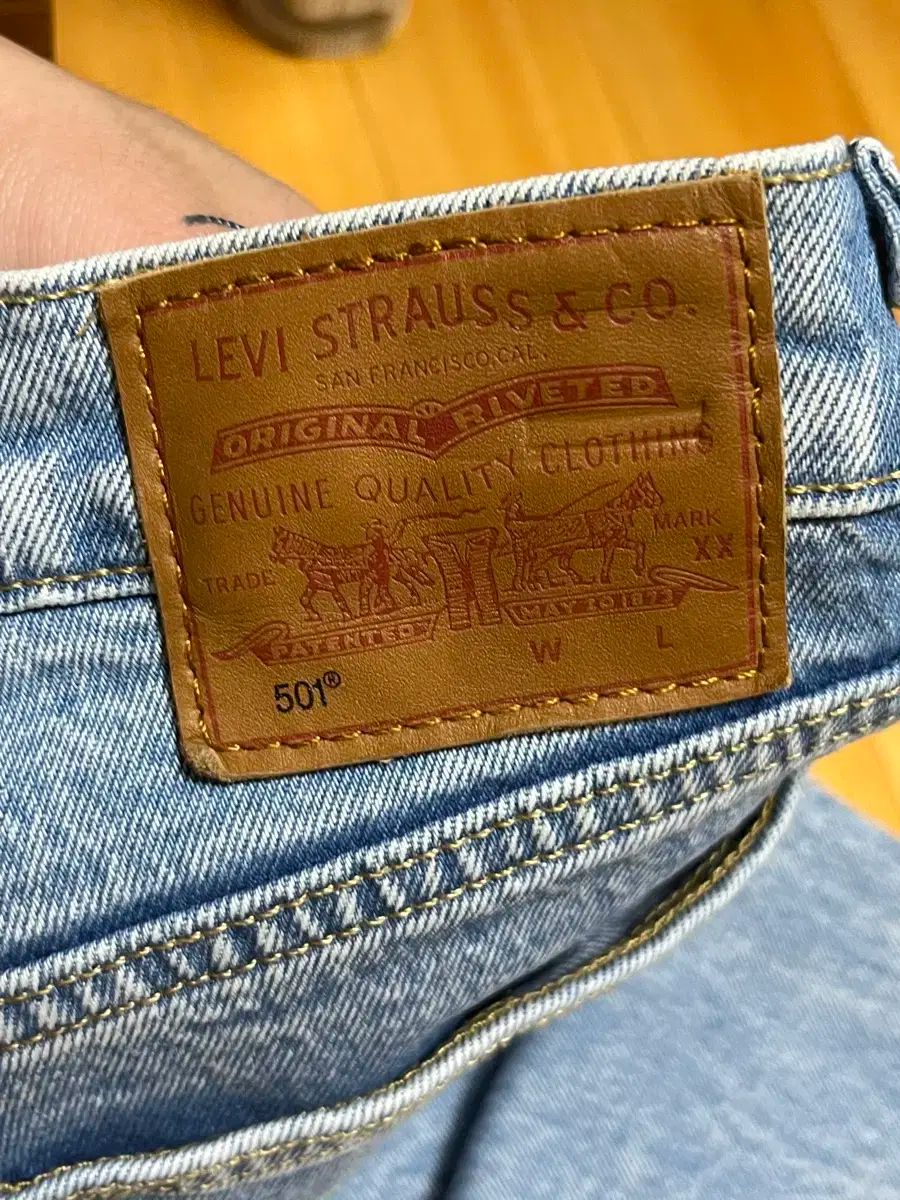 LEVI STRAUSS & CO.
SAN FRANCISCO, CAL.
ORIGINAL RIVETED
GENUINE QUALITY CLOTHING
TRADE MARK
XX
PATENTED MAY 20 1873
W L
501®